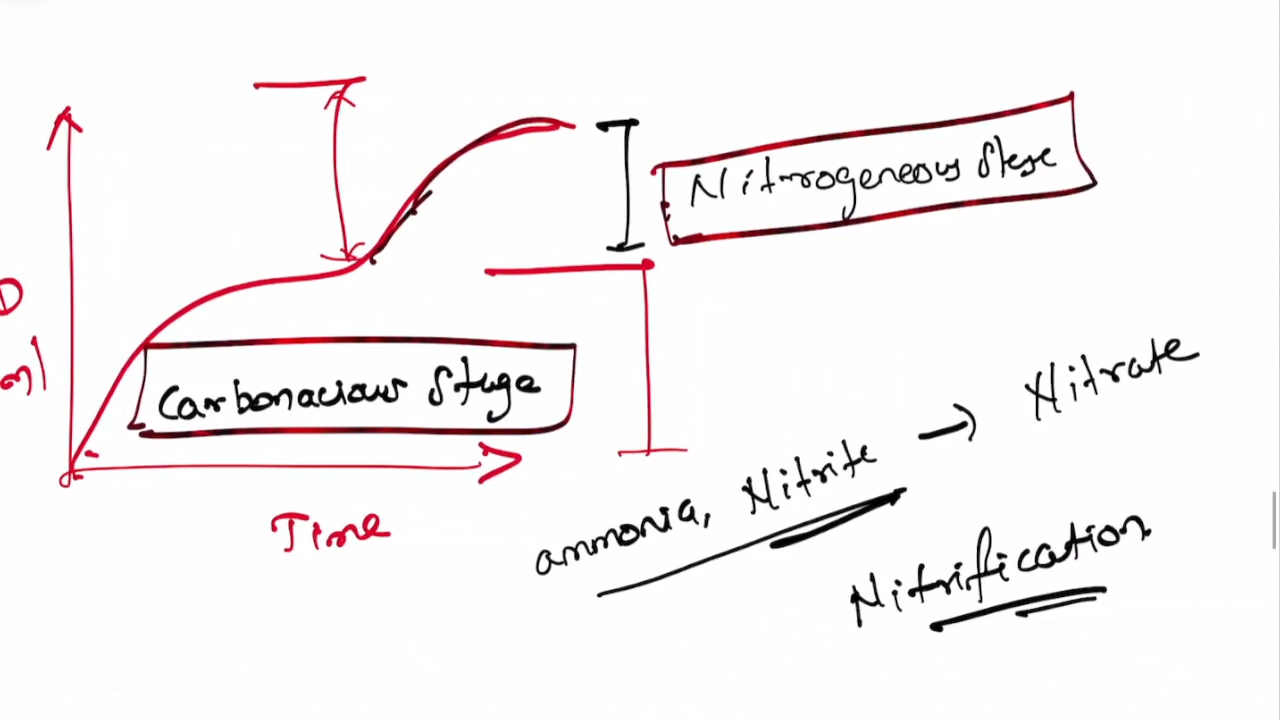 Nitrogeneous Stage
D
Carbonacious Stage
Time
ammonia, Nitrite → Nitrate
Nitrification